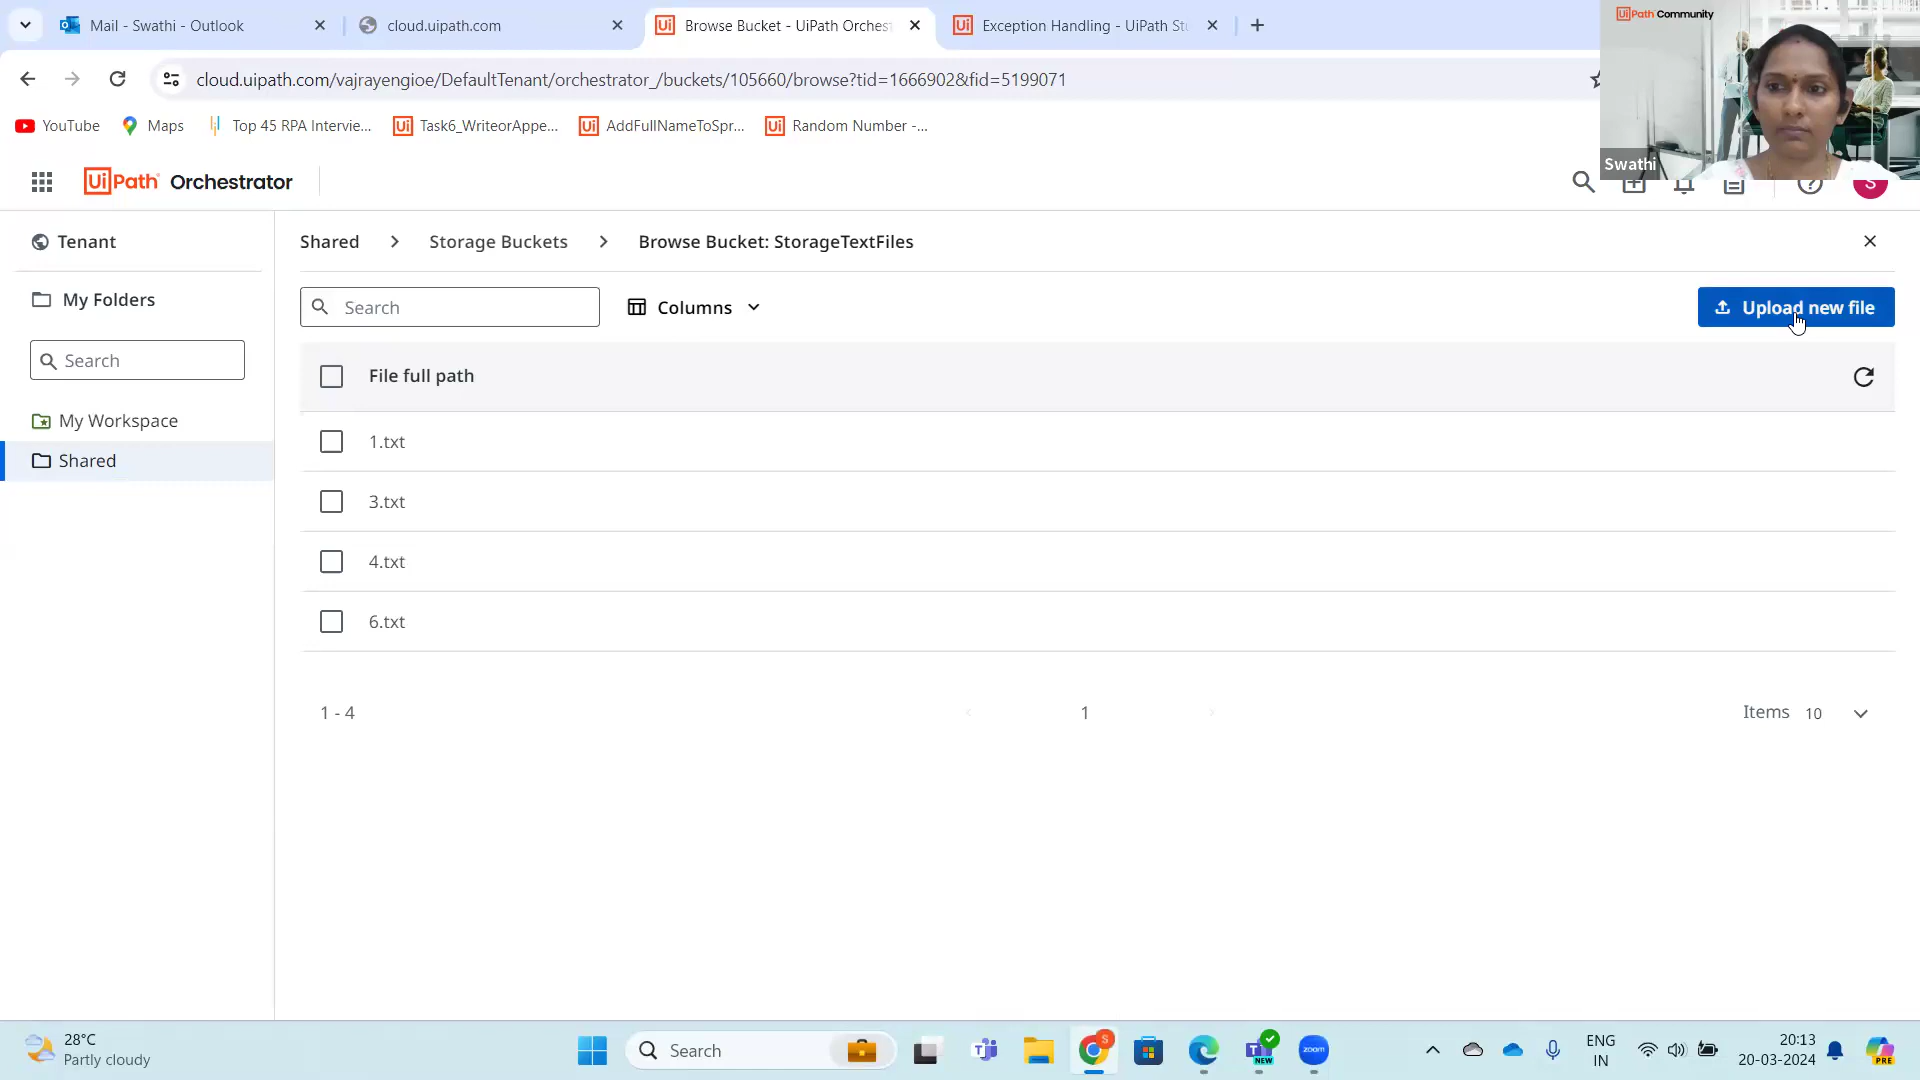 Mail - Swathi - Outlook
cloud.uipath.com
Browse Bucket - UiPath Orches
Exception Handling - UiPath St
UiPath Community
cloud.uipath.com/vajrayengioe/DefaultTenant/orchestrator_/buckets/105660/browse?tid=1666902&fid=5199071
YouTube
Maps
Top 45 RPA Intervie...
Task6_WriteorAppe...
AddFullNameToSpr...
Random Number -...
Swathi
UiPath Orchestrator
S
Tenant
Shared
Storage Buckets
Browse Bucket: StorageTextFiles
My Folders
Search
Columns
Upload new file
Search
File full path
My Workspace
1.txt
Shared
3.txt
4.txt
6.txt
1 - 4
1
Items 10
28°C
Partly cloudy
Search
S
NEW
zoom
ENG
IN
20:13
20-03-2024
PRE